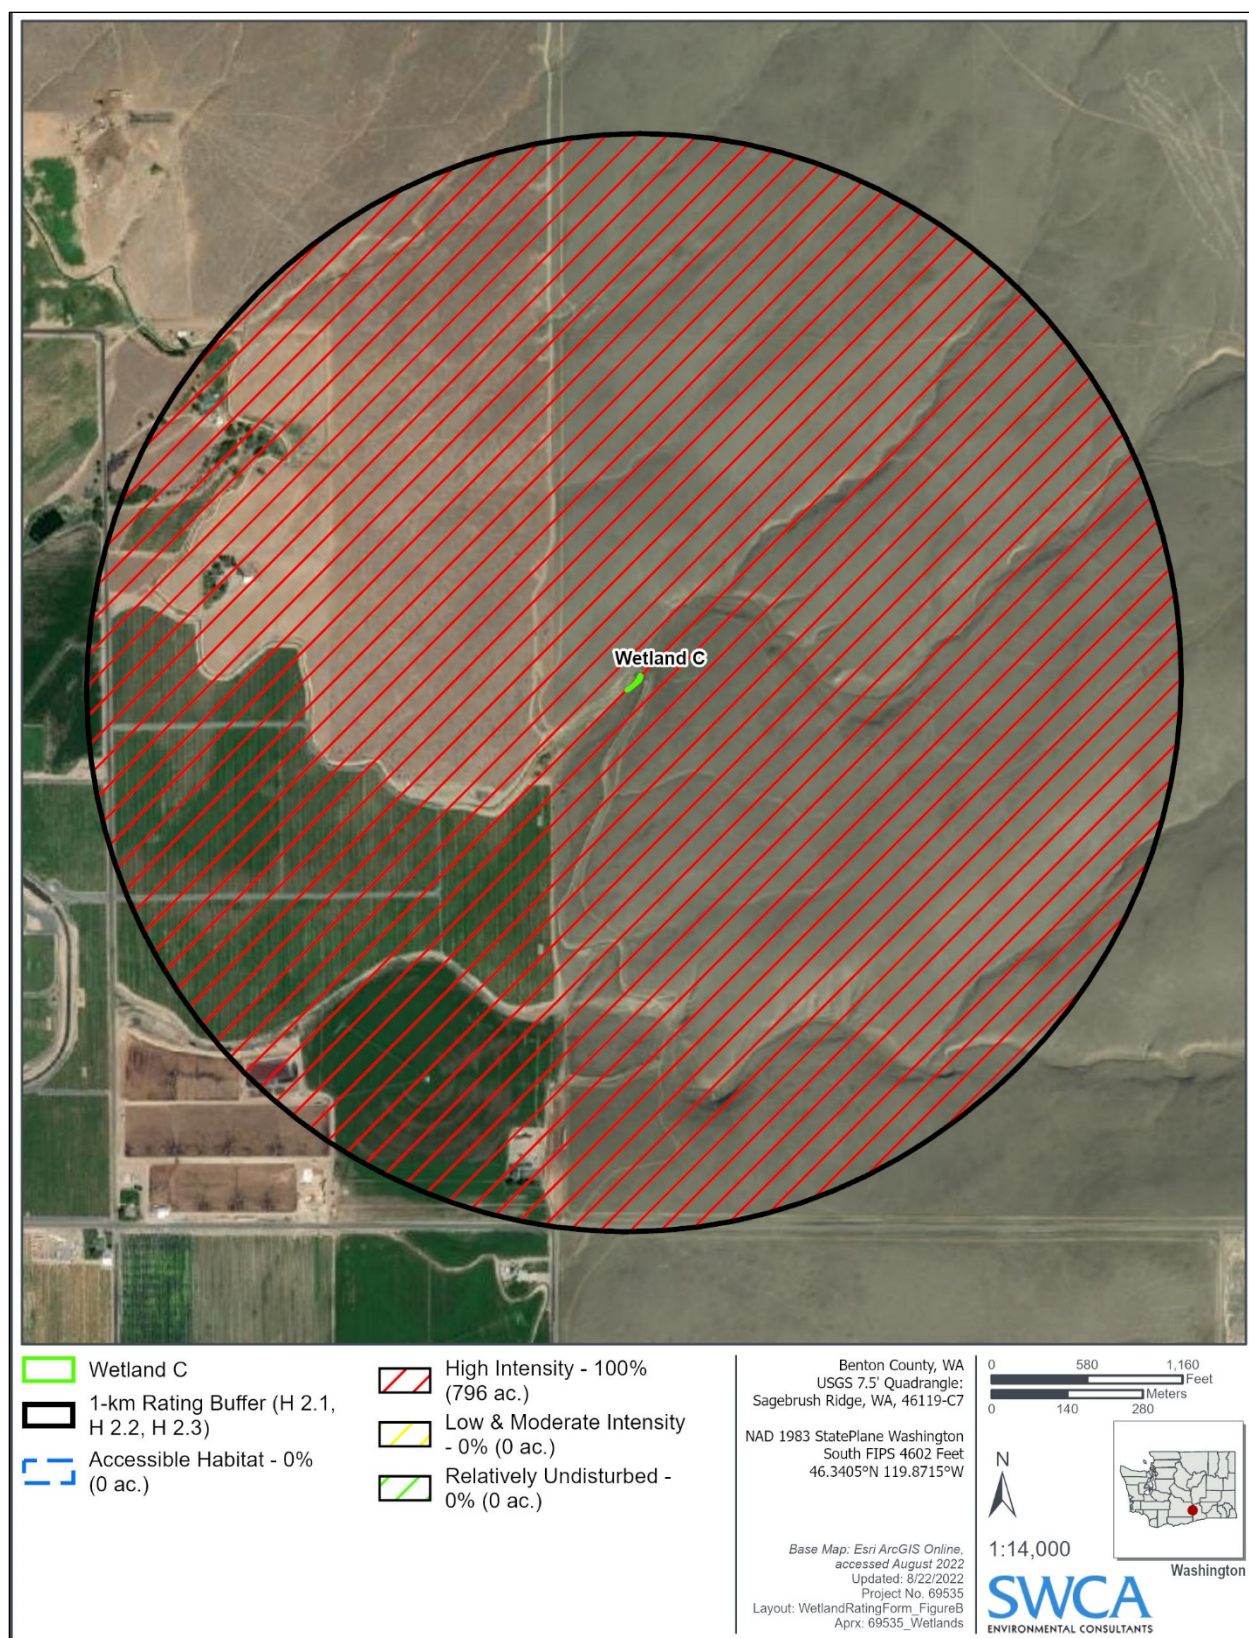 Wetland C
Wetland C
1-km Rating Buffer (H 2.1,
H 2.2, H 2.3)
Accessible Habitat - 0%
(0 ac.)
High Intensity - 100%
(796 ac.)
Low & Moderate Intensity
- 0% (0 ac.)
Relatively Undisturbed -
0% (0 ac.)
Benton County, WA
USGS 7.5' Quadrangle:
Sagebrush Ridge, WA, 46119-C7
NAD 1983 StatePlane Washington
South FIPS 4602 Feet
46.3405°N 119.8715°W
Base Map: Esri ArcGIS Online,
accessed August 2022
Updated: 8/22/2022
Project No. 69535
Layout: WetlandRatingForm_FigureB
Aprx: 69535_Wetlands
0 580 1,160
Feet
Meters
0 140 280
N
1:14,000
Washington
SWCA
ENVIRONMENTAL CONSULTANTS